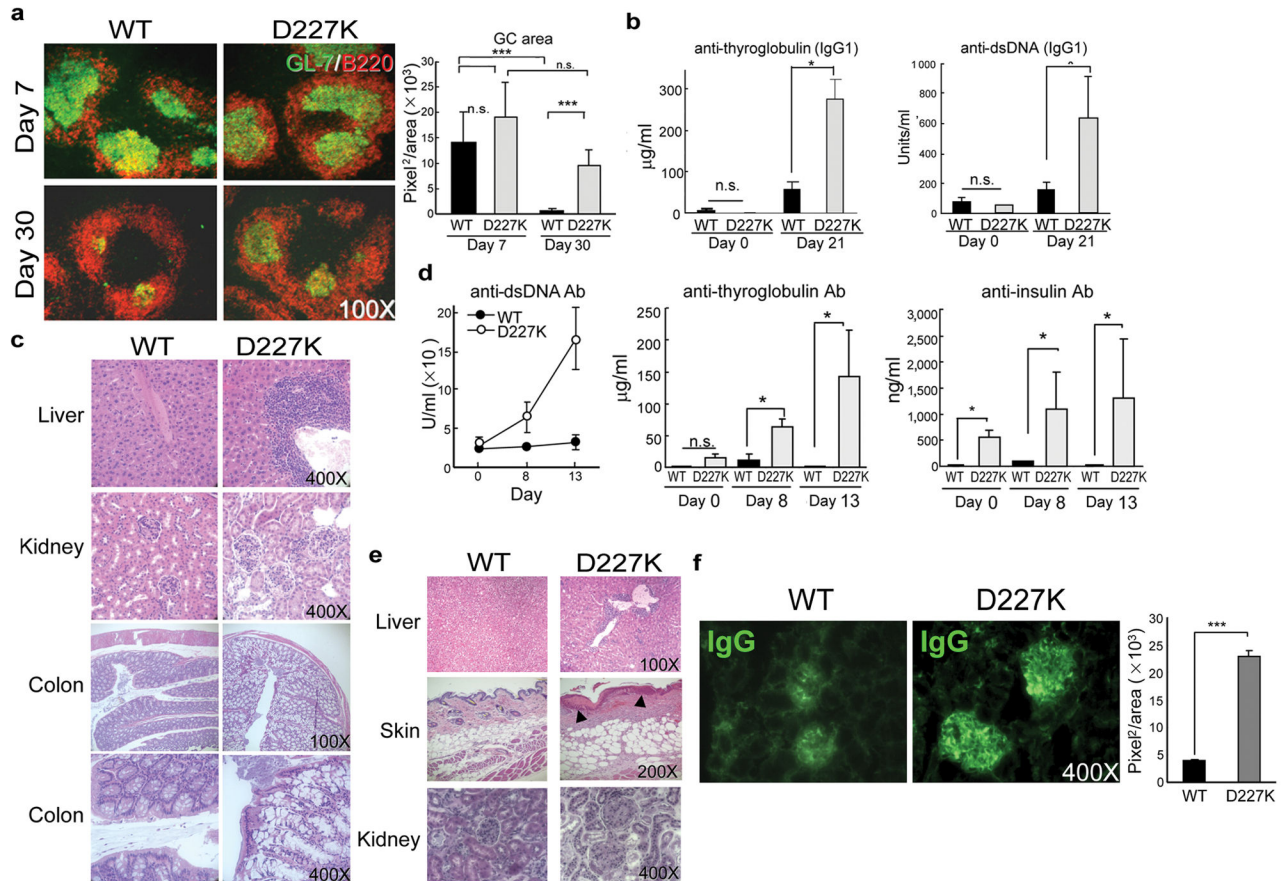 a
WT
D227K
GL-7/B220
Day 7
Day 30
100X
GC area
***
n.s.
n.s.
***
Pixel²/area (×10³)
30
25
20
15
10
5
0
WT D227K WT D227K
Day 7 Day 30
b
anti-thyroglobulin (IgG1)
*
n.s.
µg/ml
300
200
100
0
WT D227K WT D227K
Day 0 Day 21
anti-dsDNA (IgG1)
n.s.
Units/ml
1000
800
600
400
200
0
WT D227K WT D227K
Day 0 Day 21
c
WT
D227K
Liver
400X
Kidney
400X
Colon
100X
Colon
400X
d
anti-dsDNA Ab
WT
D227K
U/ml (×10 )
20
15
10
5
0
0 8 13
Day
anti-thyroglobulin Ab
n.s.
*
*
µg/ml
250
200
150
100
50
0
WT D227K WT D227K WT D227K
Day 0 Day 8 Day 13
anti-insulin Ab
*
*
*
ng/ml
3,000
2,500
2,000
1,500
1,000
500
0
WT D227K WT D227K WT D227K
Day 0 Day 8 Day 13
e
WT
D227K
Liver
100X
Skin
200X
Kidney
400X
f
WT
D227K
IgG
IgG
400X
***
Pixel²/area (×10³)
30
25
20
15
10
5
0
WT D227K